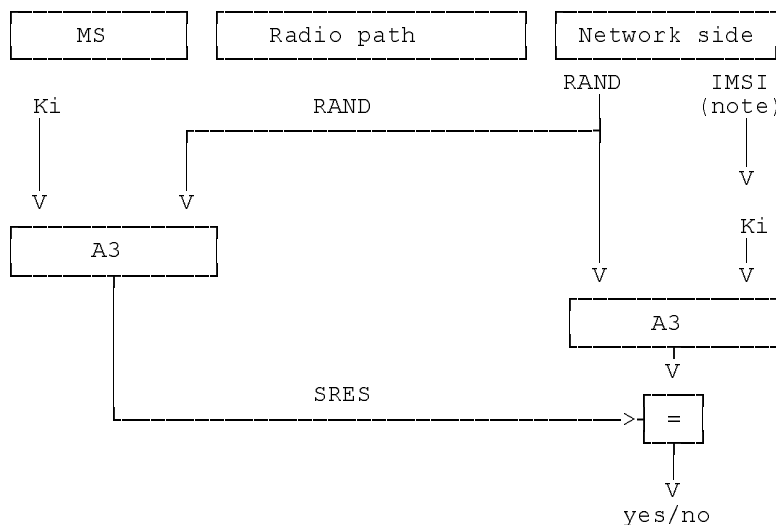 MS Radio path Network side
RAND IMSI
Ki RAND (note)
V V V
Ki
A3 V V
A3
V
SRES
> =
V
yes/no